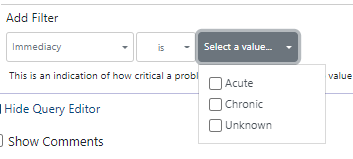 Add Filter
Immediacy is Select a value...
This is an indication of how critical a probl value
Acute
Chronic
Unknown
Hide Query Editor
Show Comments